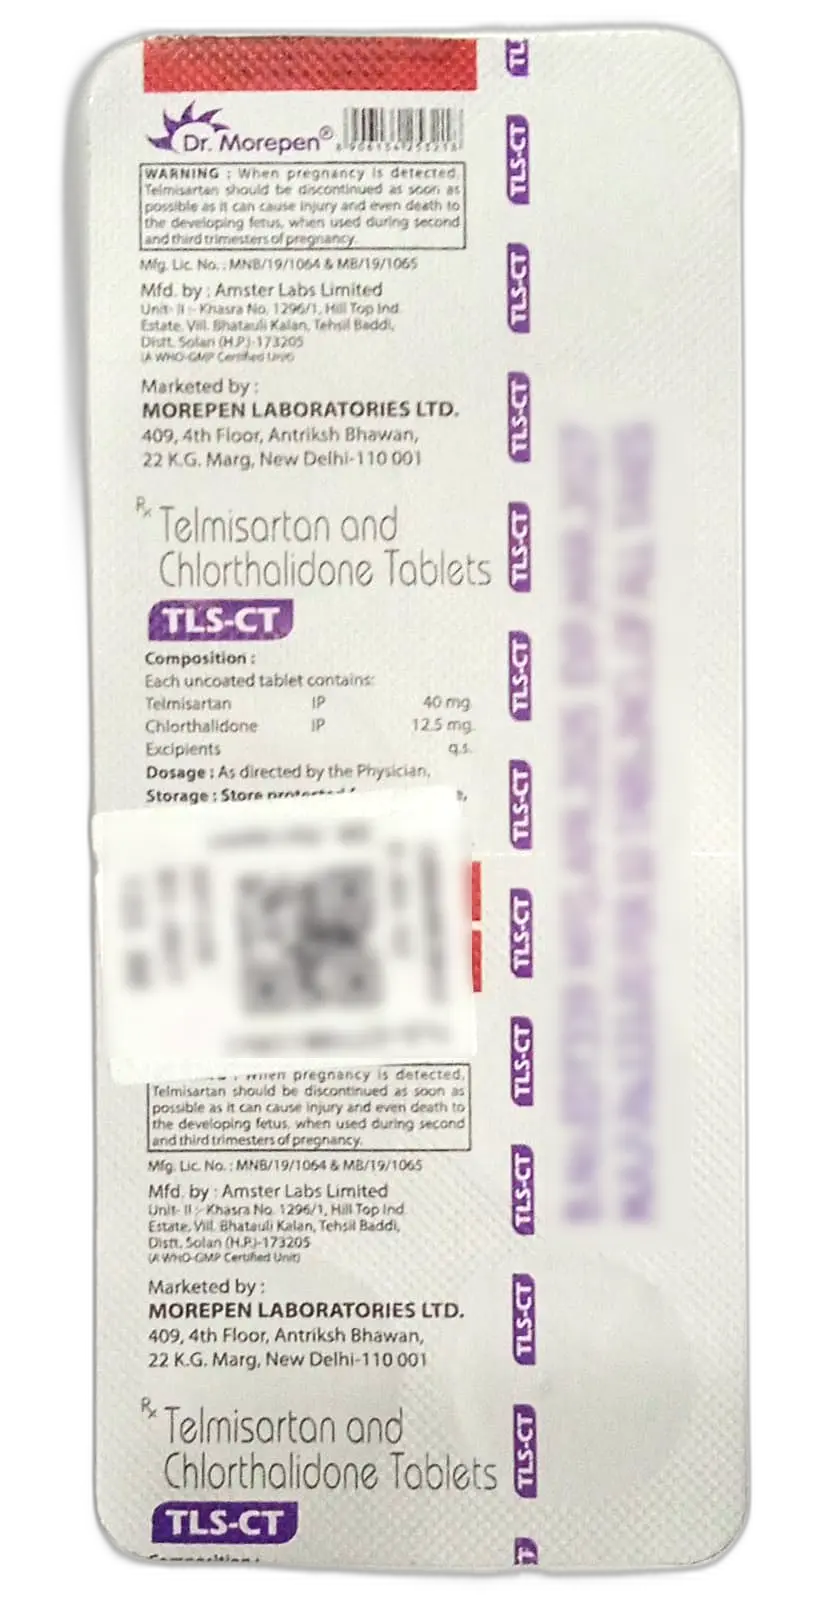 Dr. Morepen®
WARNING : When pregnancy is detected,
Telmisartan should be discontinued as soon as
possible as it can cause injury and even death to
the developing fetus, when used during second
and third trimesters of pregnancy.
Mfg. Lic. No. : MNB/19/1064 & MB/19/1065
Mfd. by : Amster Labs Limited
Unit- II :- Khasra No. 1296/1, Hill Top Ind.
Estate, Vill. Bhatauli Kalan, Tehsil Baddi,
Distt. Solan (H.P.)-173205
(A WHO-GMP Certified Unit)
Marketed by :
MOREPEN LABORATORIES LTD.
409, 4th Floor, Antriksh Bhawan,
22 K.G. Marg, New Delhi-110 001
Rx Telmisartan and
Chlorthalidone Tablets
TLS-CT
Composition :
Each uncoated tablet contains:
Telmisartan IP 40 mg
Chlorthalidone IP 12.5 mg.
Excipients q.s.
Dosage : As directed by the Physician.
Storage : Store
When pregnancy is detected,
Telmisartan should be discontinued as soon as
possible as it can cause injury and even death to
the developing fetus, when used during second
and third trimesters of pregnancy.
Mfg. Lic. No. : MNB/19/1064 & MB/19/1065
Mfd. by : Amster Labs Limited
Unit- II :- Khasra No. 1296/1, Hill Top Ind.
Estate, Vill. Bhatauli Kalan, Tehsil Baddi,
Distt. Solan (H.P.)-173205
(A WHO-GMP Certified Unit)
Marketed by :
MOREPEN LABORATORIES LTD.
409, 4th Floor, Antriksh Bhawan,
22 K.G. Marg, New Delhi-110 001
Rx Telmisartan and
Chlorthalidone Tablets
TLS-CT
TL
TLS-CT
TLS-CT
TLS-CT
TLS-CT
TLS-CT
TLS-CT
TLS-CT
TLS-CT
TLS-CT
TLS-CT
TLS-CT